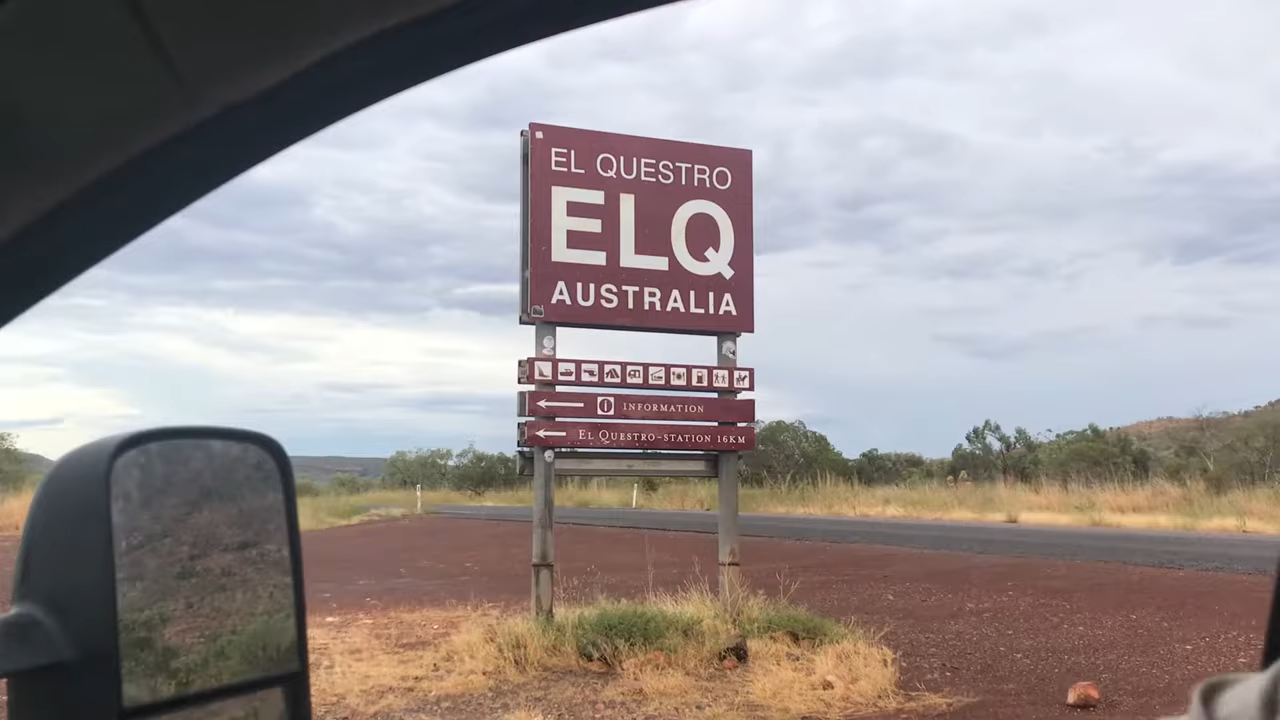 EL QUESTRO
ELQ
AUSTRALIA
i INFORMATION
EL QUESTRO-STATION 16KM